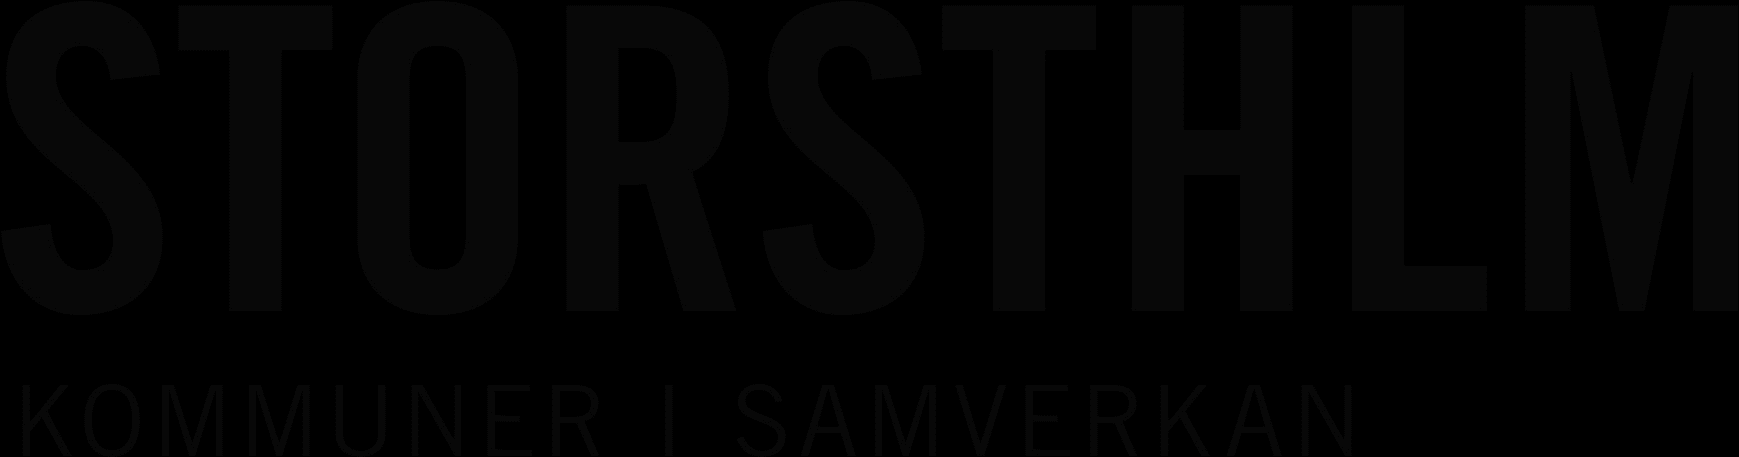 STORSTHLM
KOMMUNER I SAMVERKAN